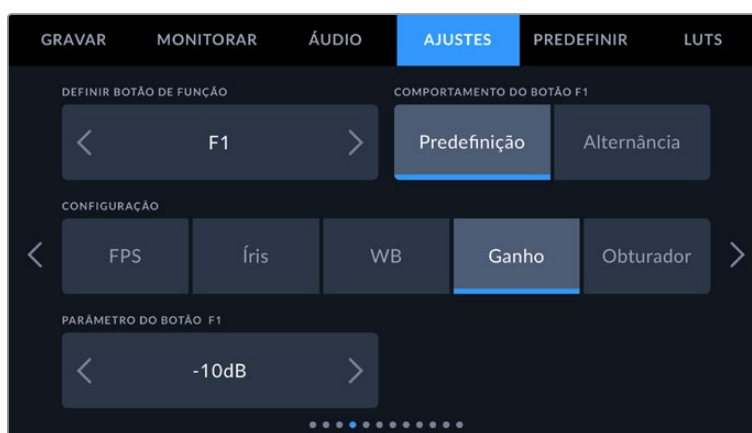 GRAVAR MONITORAR ÁUDIO AJUSTES PREDEFINIR LUTS
DEFINIR BOTÃO DE FUNÇÃO COMPORTAMENTO DO BOTÃO F1
F1 Predefinição Alternância
CONFIGURAÇÃO
FPS Íris WB Ganho Obturador
PARÂMETRO DO BOTÃO F1
-10dB